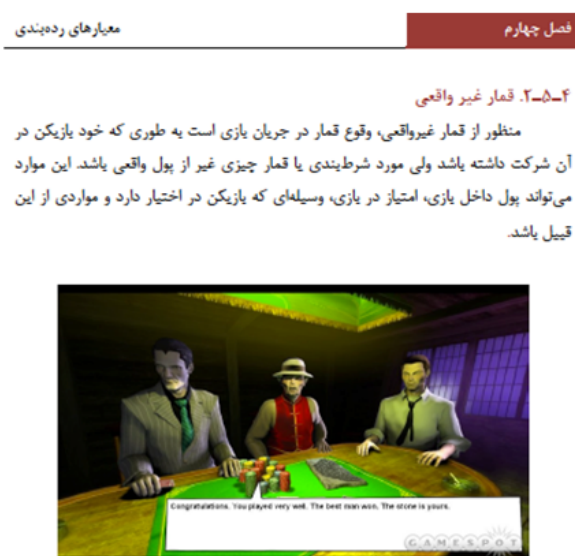 فصل چهارم
معیارهای رده‌بندی
۴ـ۵ـ۲. قمار غیر واقعی
منظور از قمار غیرواقعی، وقوع قمار در جریان بازی است به طوری که خود بازیکن در
آن شرکت داشته باشد ولی مورد شرط‌بندی یا قمار چیزی غیر از پول واقعی باشد. این موارد
می‌تواند پول داخل بازی، امتیاز در بازی، وسیله‌ای که بازیکن در اختیار دارد و مواردی از این
قبیل باشد.
Congratulations. You played very well. The best man won. The stone is yours.
GAMESPOT